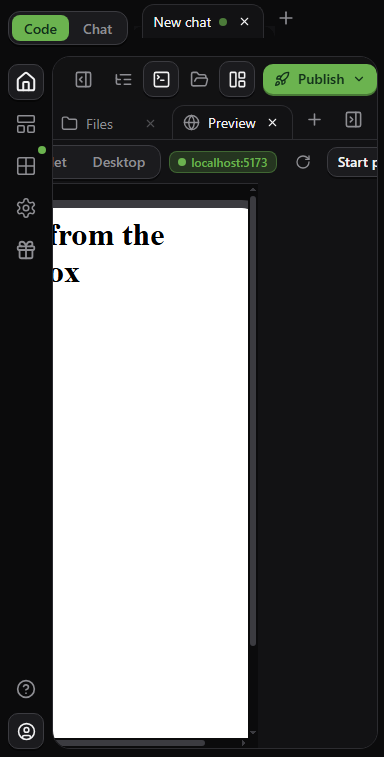 Code Chat New chat
Publish
Files Preview
let Desktop localhost:5173 Start p
from the
ox